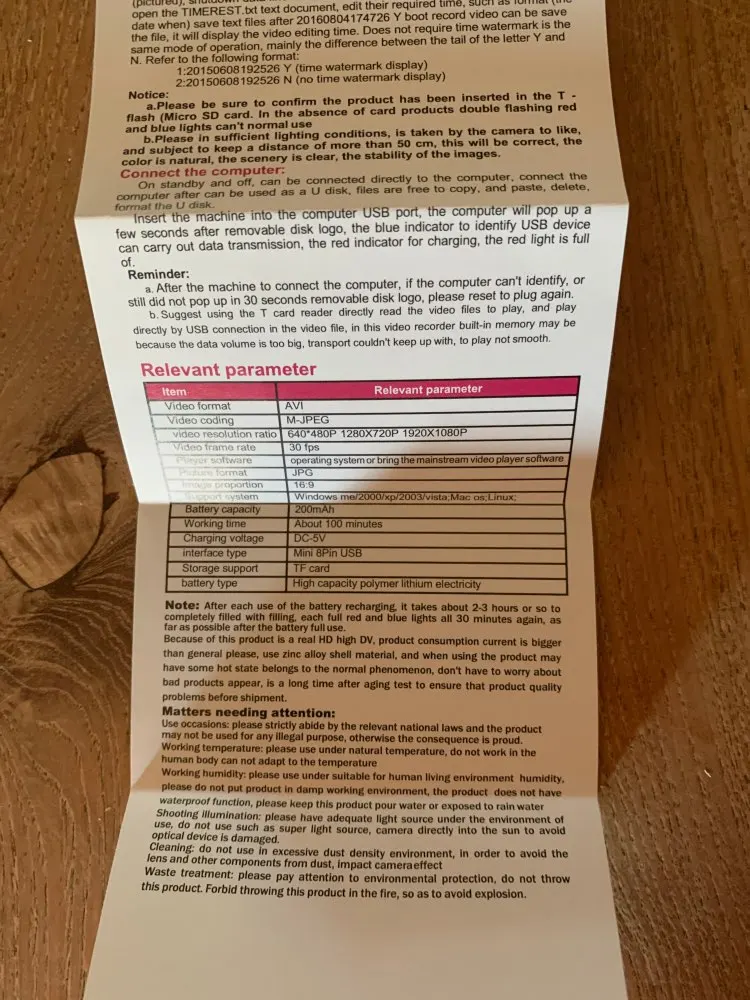 (pictured), shutdown
open the TIMEREST.txt text document, edit their required time, such as format (the
date when) save text files after 20160804174726 Y boot record video can be save
the file, it will display the video editing time. Does not require time watermark is the
same mode of operation, mainly the difference between the tail of the letter Y and
N. Refer to the following format:
1:20150608192526 Y (time watermark display)
2:20150608192526 N (no time watermark display)
Notice:
a.Please be sure to confirm the product has been inserted in the T -
flash (Micro SD card. In the absence of card products double flashing red
and blue lights can't normal use
b.Please in sufficient lighting conditions, is taken by the camera to like,
and subject to keep a distance of more than 50 cm, this will be correct, the
color is natural, the scenery is clear, the stability of the images.
Connect the computer:
On standby and off, can be connected directly to the computer, connect the
computer after can be used as a U disk, files are free to copy, and paste, delete,
format the U disk.
Insert the machine into the computer USB port, the computer will pop up a
few seconds after removable disk logo, the blue indicator to identify USB device
can carry out data transmission, the red indicator for charging, the red light is full
of.
Reminder:
a. After the machine to connect the computer, if the computer can't identify, or
still did not pop up in 30 seconds removable disk logo, please reset to plug again.
b. Suggest using the T card reader directly read the video files to play, and play
directly by USB connection in the video file, in this video recorder built-in memory may be
because the data volume is too big, transport couldn't keep up with, to play not smooth.
Relevant parameter
Item Relevant parameter
Video format AVI
Video coding M-JPEG
video resolution ratio 640*480P 1280X720P 1920X1080P
Video frame rate 30 fps
Player software operating system or bring the mainstream video player software
Picture format JPG
Image proportion 16:9
Support system Windows me/2000/xp/2003/vista;Mac os;Linux;
Battery capacity 200mAh
Working time About 100 minutes
Charging voltage DC-5V
interface type Mini 8Pin USB
Storage support TF card
battery type High capacity polymer lithium electricity
Note: After each use of the battery recharging, it takes about 2-3 hours or so to
completely filled with filling, each full red and blue lights all 30 minutes again, as
far as possible after the battery full use.
Because of this product is a real HD high DV, product consumption current is bigger
than general please, use zinc alloy shell material, and when using the product may
have some hot state belongs to the normal phenomenon, don't have to worry about
bad products appear, is a long time after aging test to ensure that product quality
problems before shipment.
Matters needing attention:
Use occasions: please strictly abide by the relevant national laws and the product
may not be used for any illegal purpose, otherwise the consequence is proud.
Working temperature: please use under natural temperature, do not work in the
human body can not adapt to the temperature
Working humidity: please use under suitable for human living environment humidity,
please do not put product in damp working environment, the product does not have
waterproof function, please keep this product pour water or exposed to rain water
Shooting illumination: please have adequate light source under the environment of
use, do not use such as super light source, camera directly into the sun to avoid
optical device is damaged.
Cleaning: do not use in excessive dust density environment, in order to avoid the
lens and other components from dust, impact camera effect
Waste treatment: please pay attention to environmental protection, do not throw
this product. Forbid throwing this product in the fire, so as to avoid explosion.